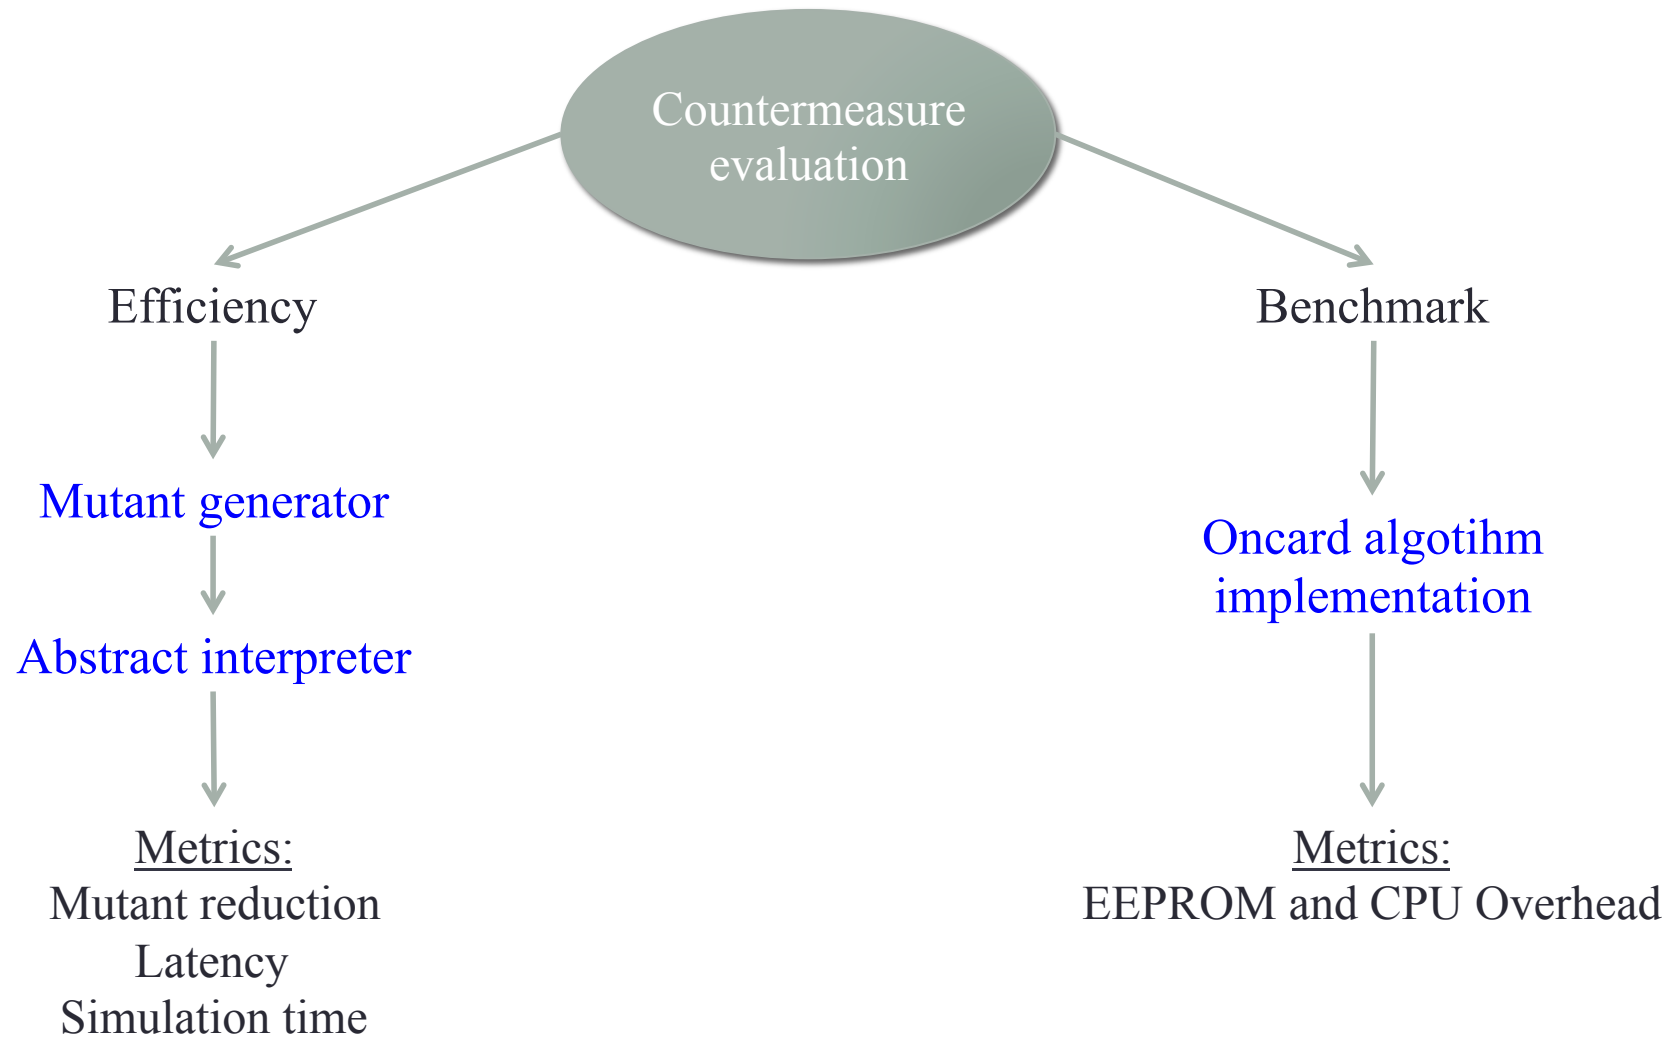 Countermeasure
evaluation
Efficiency
Benchmark
Mutant generator
Oncard algotihm
implementation
Abstract interpreter
Metrics:
Mutant reduction
Latency
Simulation time
Metrics:
EEPROM and CPU Overhead